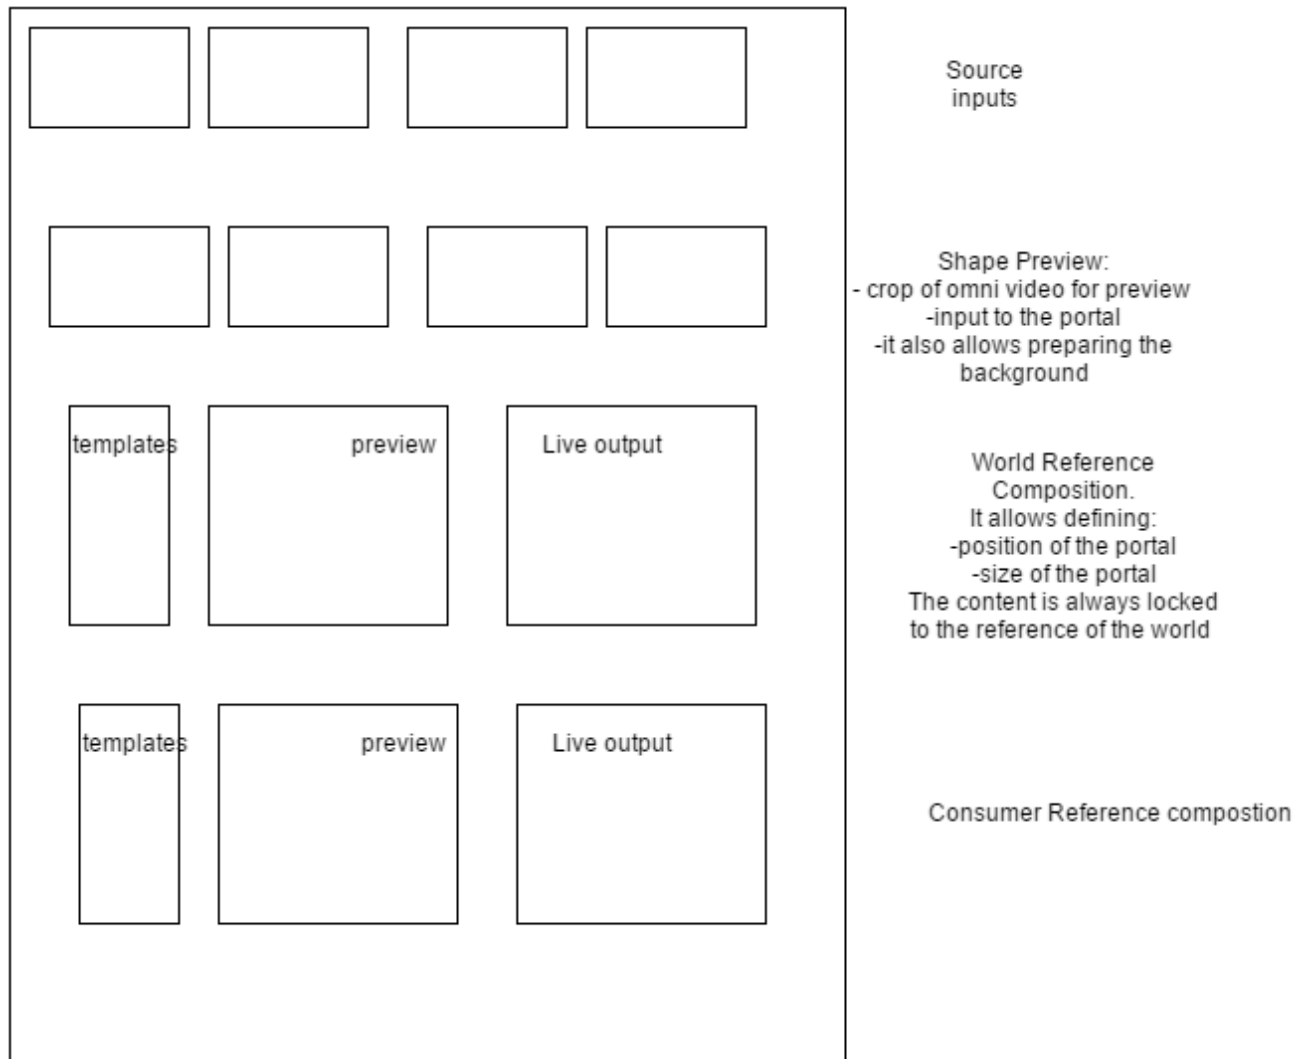 Source
inputs
Shape Preview:
- crop of omni video for preview
-input to the portal
-it also allows preparing the
background
templates
preview
Live output
World Reference
Composition.
It allows defining:
-position of the portal
-size of the portal
The content is always locked
to the reference of the world
templates
preview
Live output
Consumer Reference compostion